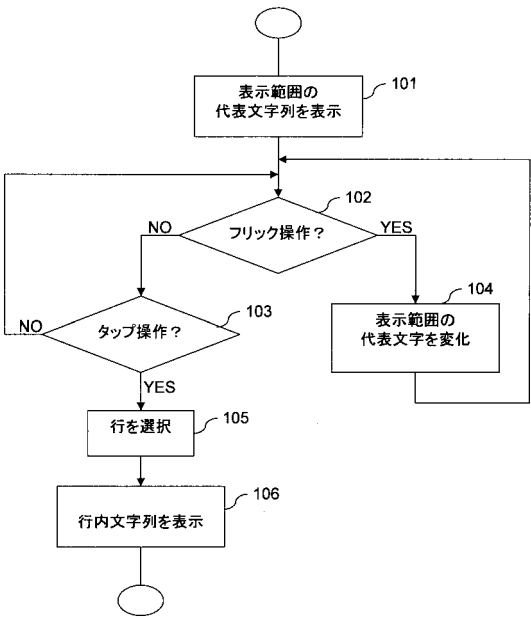 表示範囲の
代表文字列を表示
101
102
フリック操作？
NO
YES
103
タップ操作？
NO
YES
104
表示範囲の
代表文字を変化
行を選択
105
106
行内文字列を表示